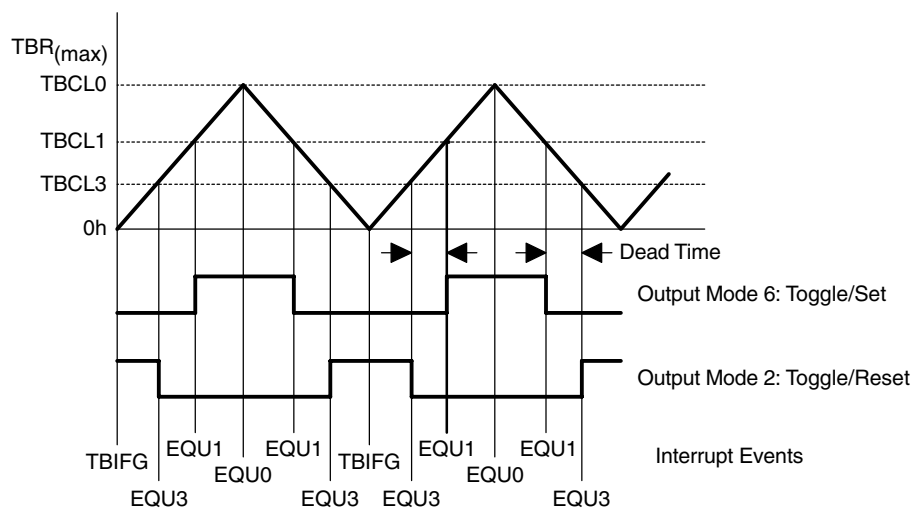 TBR(max)
TBCL0
TBCL1
TBCL3
0h
Dead Time
Output Mode 6: Toggle/Set
Output Mode 2: Toggle/Reset
EQU1 EQU1 EQU1 EQU1
TBIFG EQU0 TBIFG EQU0 Interrupt Events
EQU3 EQU3 EQU3 EQU3